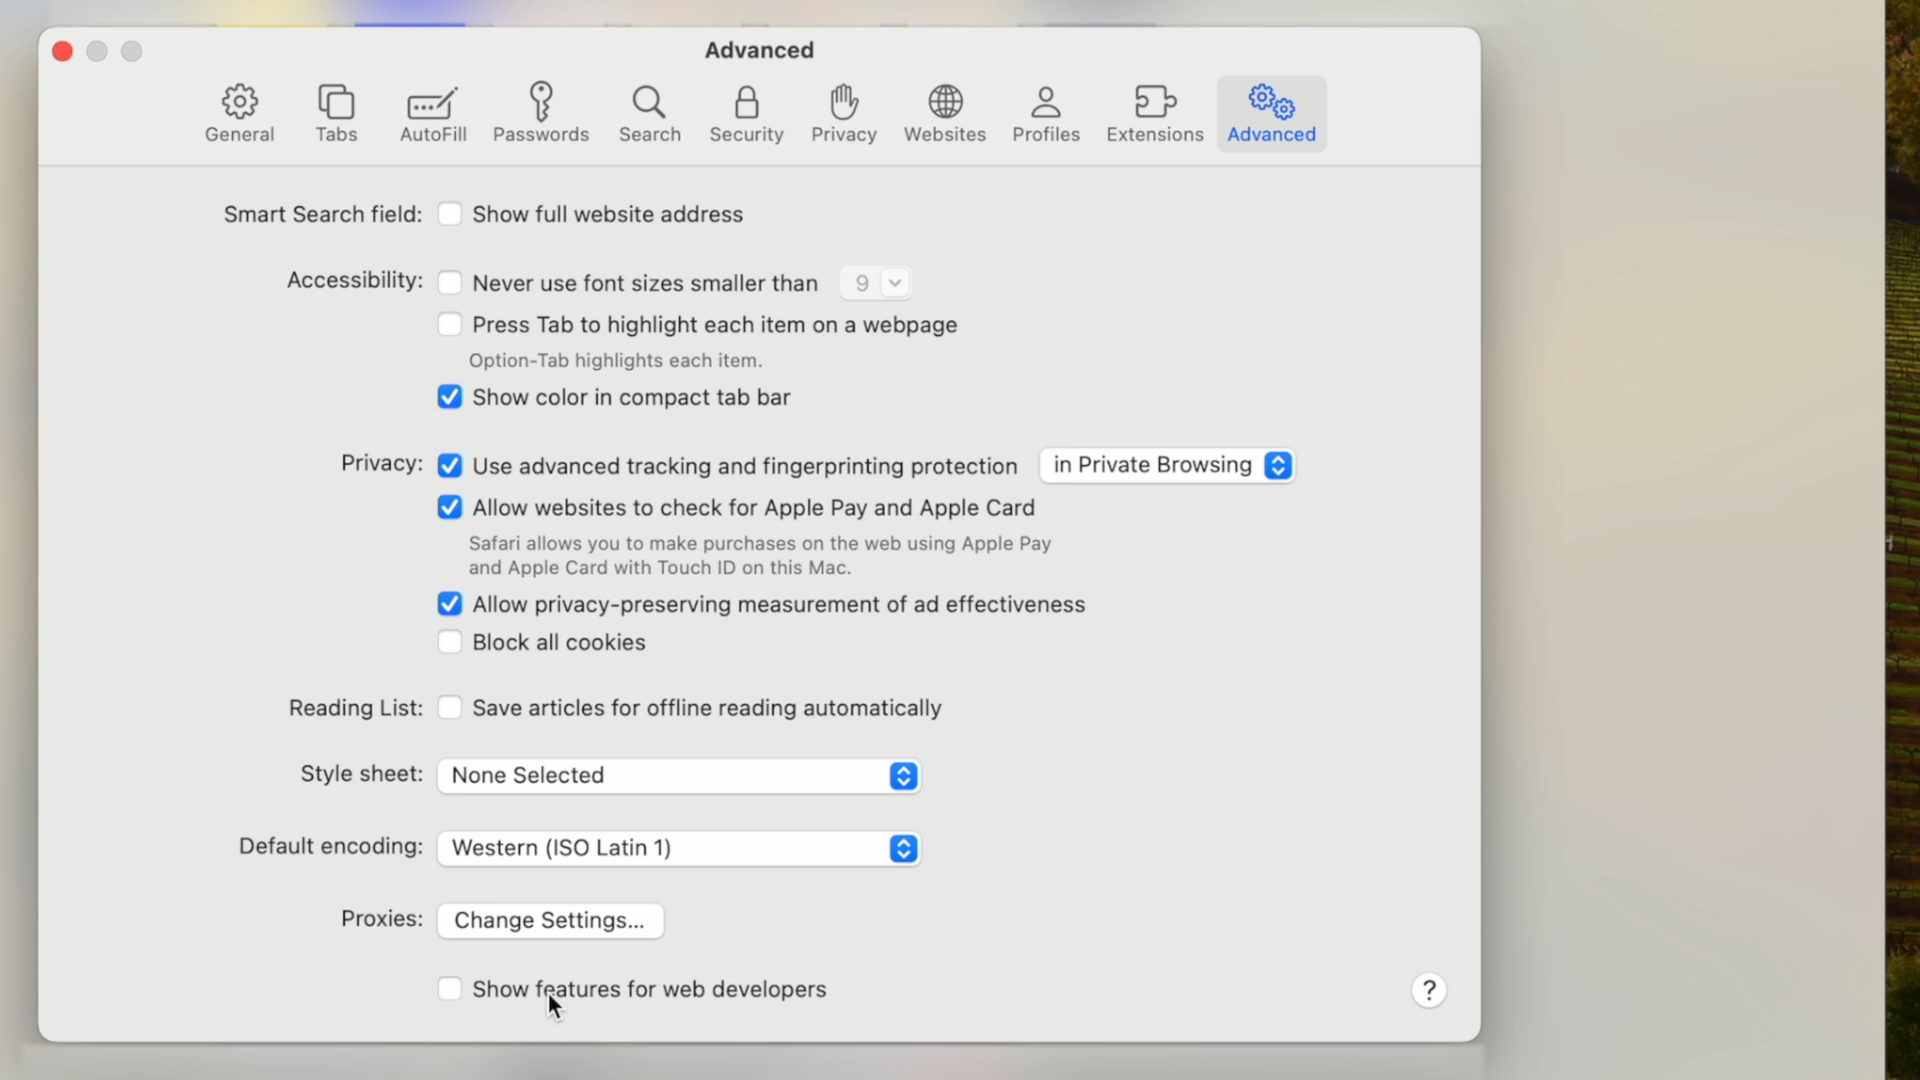 Advanced
General Tabs AutoFill Passwords Search Security Privacy Websites Profiles Extensions Advanced
Smart Search field: Show full website address
Accessibility: Never use font sizes smaller than 9
Press Tab to highlight each item on a webpage
Option-Tab highlights each item.
Show color in compact tab bar
Privacy: Use advanced tracking and fingerprinting protection in Private Browsing
Allow websites to check for Apple Pay and Apple Card
Safari allows you to make purchases on the web using Apple Pay
and Apple Card with Touch ID on this Mac.
Allow privacy-preserving measurement of ad effectiveness
Block all cookies
Reading List: Save articles for offline reading automatically
Style sheet: None Selected
Default encoding: Western (ISO Latin 1)
Proxies: Change Settings...
Show features for web developers
?